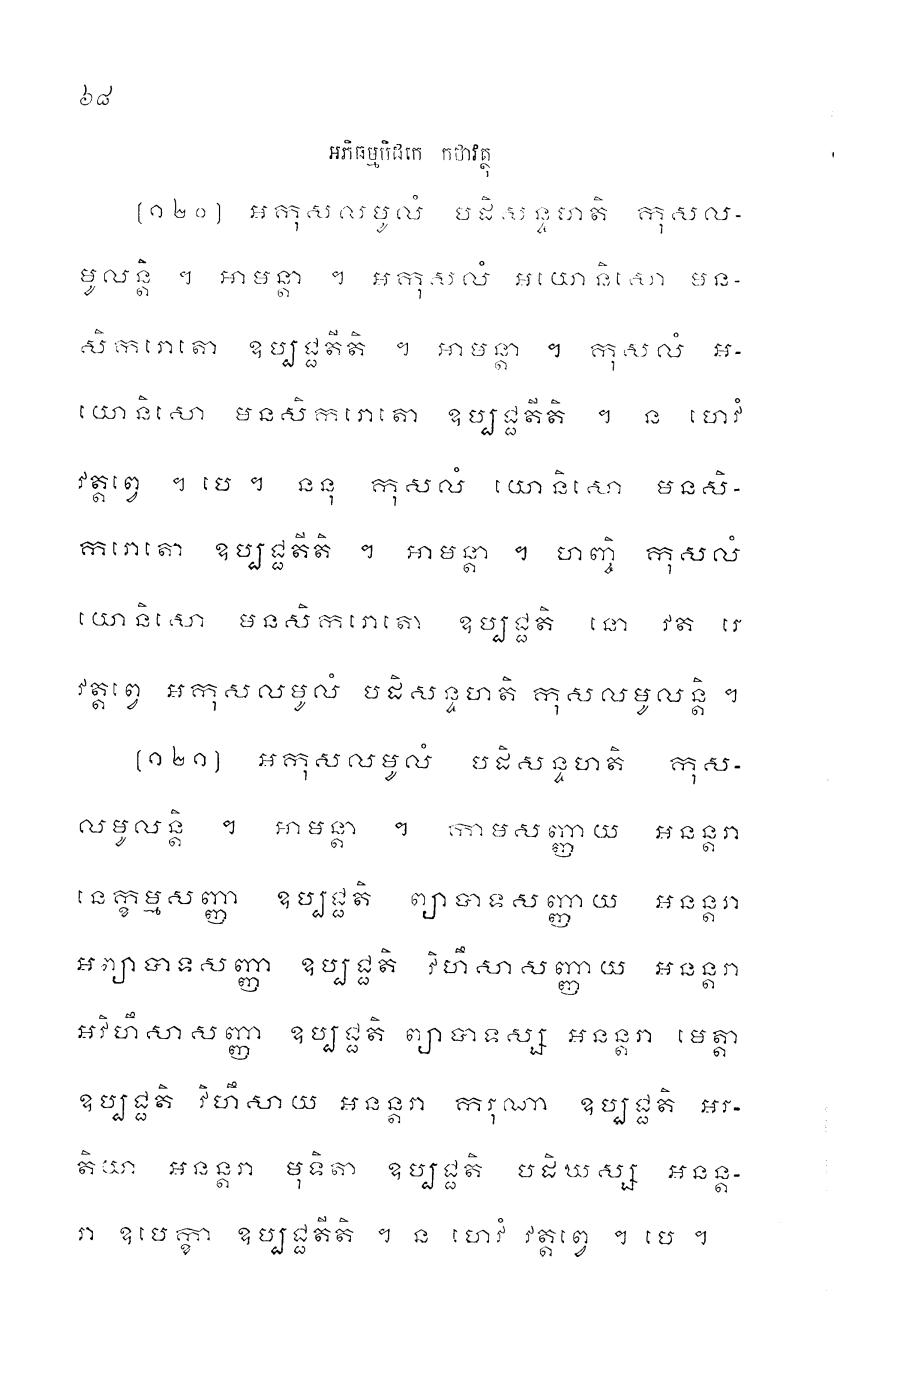 ៦៨
អភិធម្មបិដកេ កថាវត្ថុ
(១២០) អកុសលមូលំ បដិសន្ទហតិ កុសល-
មូលន្តិ ។ អាមន្តា ។ អកុសលំ អយោនិសោ មន-
សិករោតោ ឧប្បជ្ជតីតិ ។ អាមន្តា ។ កុសលំ អ-
យោនិសោ មនសិករោតោ ឧប្បជ្ជតីតិ ។ ន ហេវំ
វត្តព្វេ ។ បេ ។ ននុ កុសលំ យោនិសោ មនសិ-
ករោតោ ឧប្បជ្ជតីតិ ។ អាមន្តា ។ ហញ្ចិ កុសលំ
យោនិសោ មនសិករោតោ ឧប្បជ្ជតិ នោ វត រេ
វត្តព្វេ អកុសលមូលំ បដិសន្ទហតិ កុសលមូលន្តិ ។
(១២១) អកុសលមូលំ បដិសន្ទហតិ កុស-
លមូលន្តិ ។ អាមន្តា ។ កាមសញ្ញាយ អនន្តរា
នេក្ខម្មសញ្ញា ឧប្បជ្ជតិ ព្យាបាទសញ្ញាយ អនន្តរា
អព្យាបាទសញ្ញា ឧប្បជ្ជតិ វិហឹសាសញ្ញាយ អនន្តរា
អវិហឹសាសញ្ញា ឧប្បជ្ជតិ ព្យាបាទស្ស អនន្តរា មេត្តា
ឧប្បជ្ជតិ វិហឹសាយ អនន្តរា ករុណា ឧប្បជ្ជតិ អរ-
តិយា អនន្តរា មុទិតា ឧប្បជ្ជតិ បដិឃស្ស អនន្ត-
រា ឧបេក្ខា ឧប្បជ្ជតីតិ ។ ន ហេវំ វត្តព្វេ ។ បេ ។